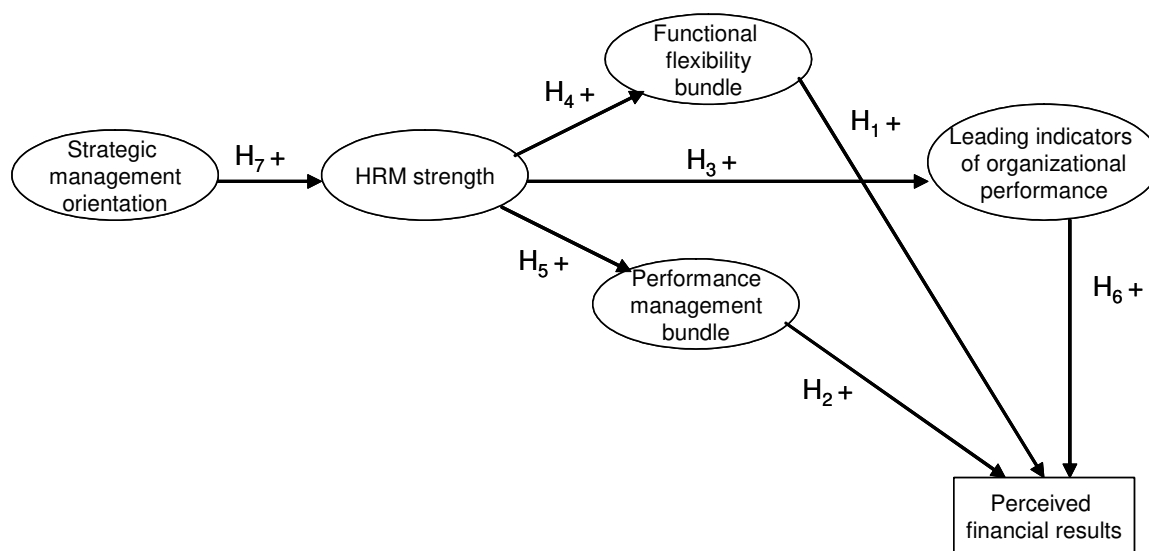 Functional
flexibility
bundle
H₄ +
H₁ +
Strategic
management
orientation
H₇ +
HRM strength
H₃ +
Leading indicators
of organizational
performance
H₅ +
Performance
management
bundle
H₆ +
H₂ +
Perceived
financial results